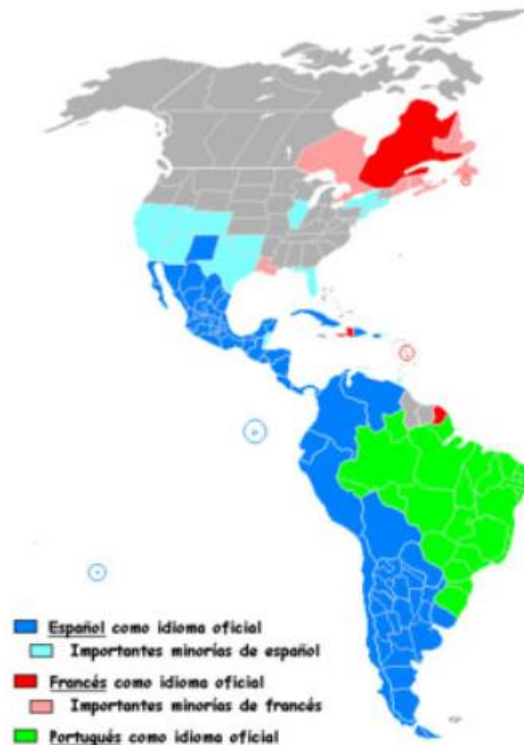 Español como idioma oficial
Importantes minorías de español
Francés como idioma oficial
Importantes minorías de francés
Portugués como idioma oficial